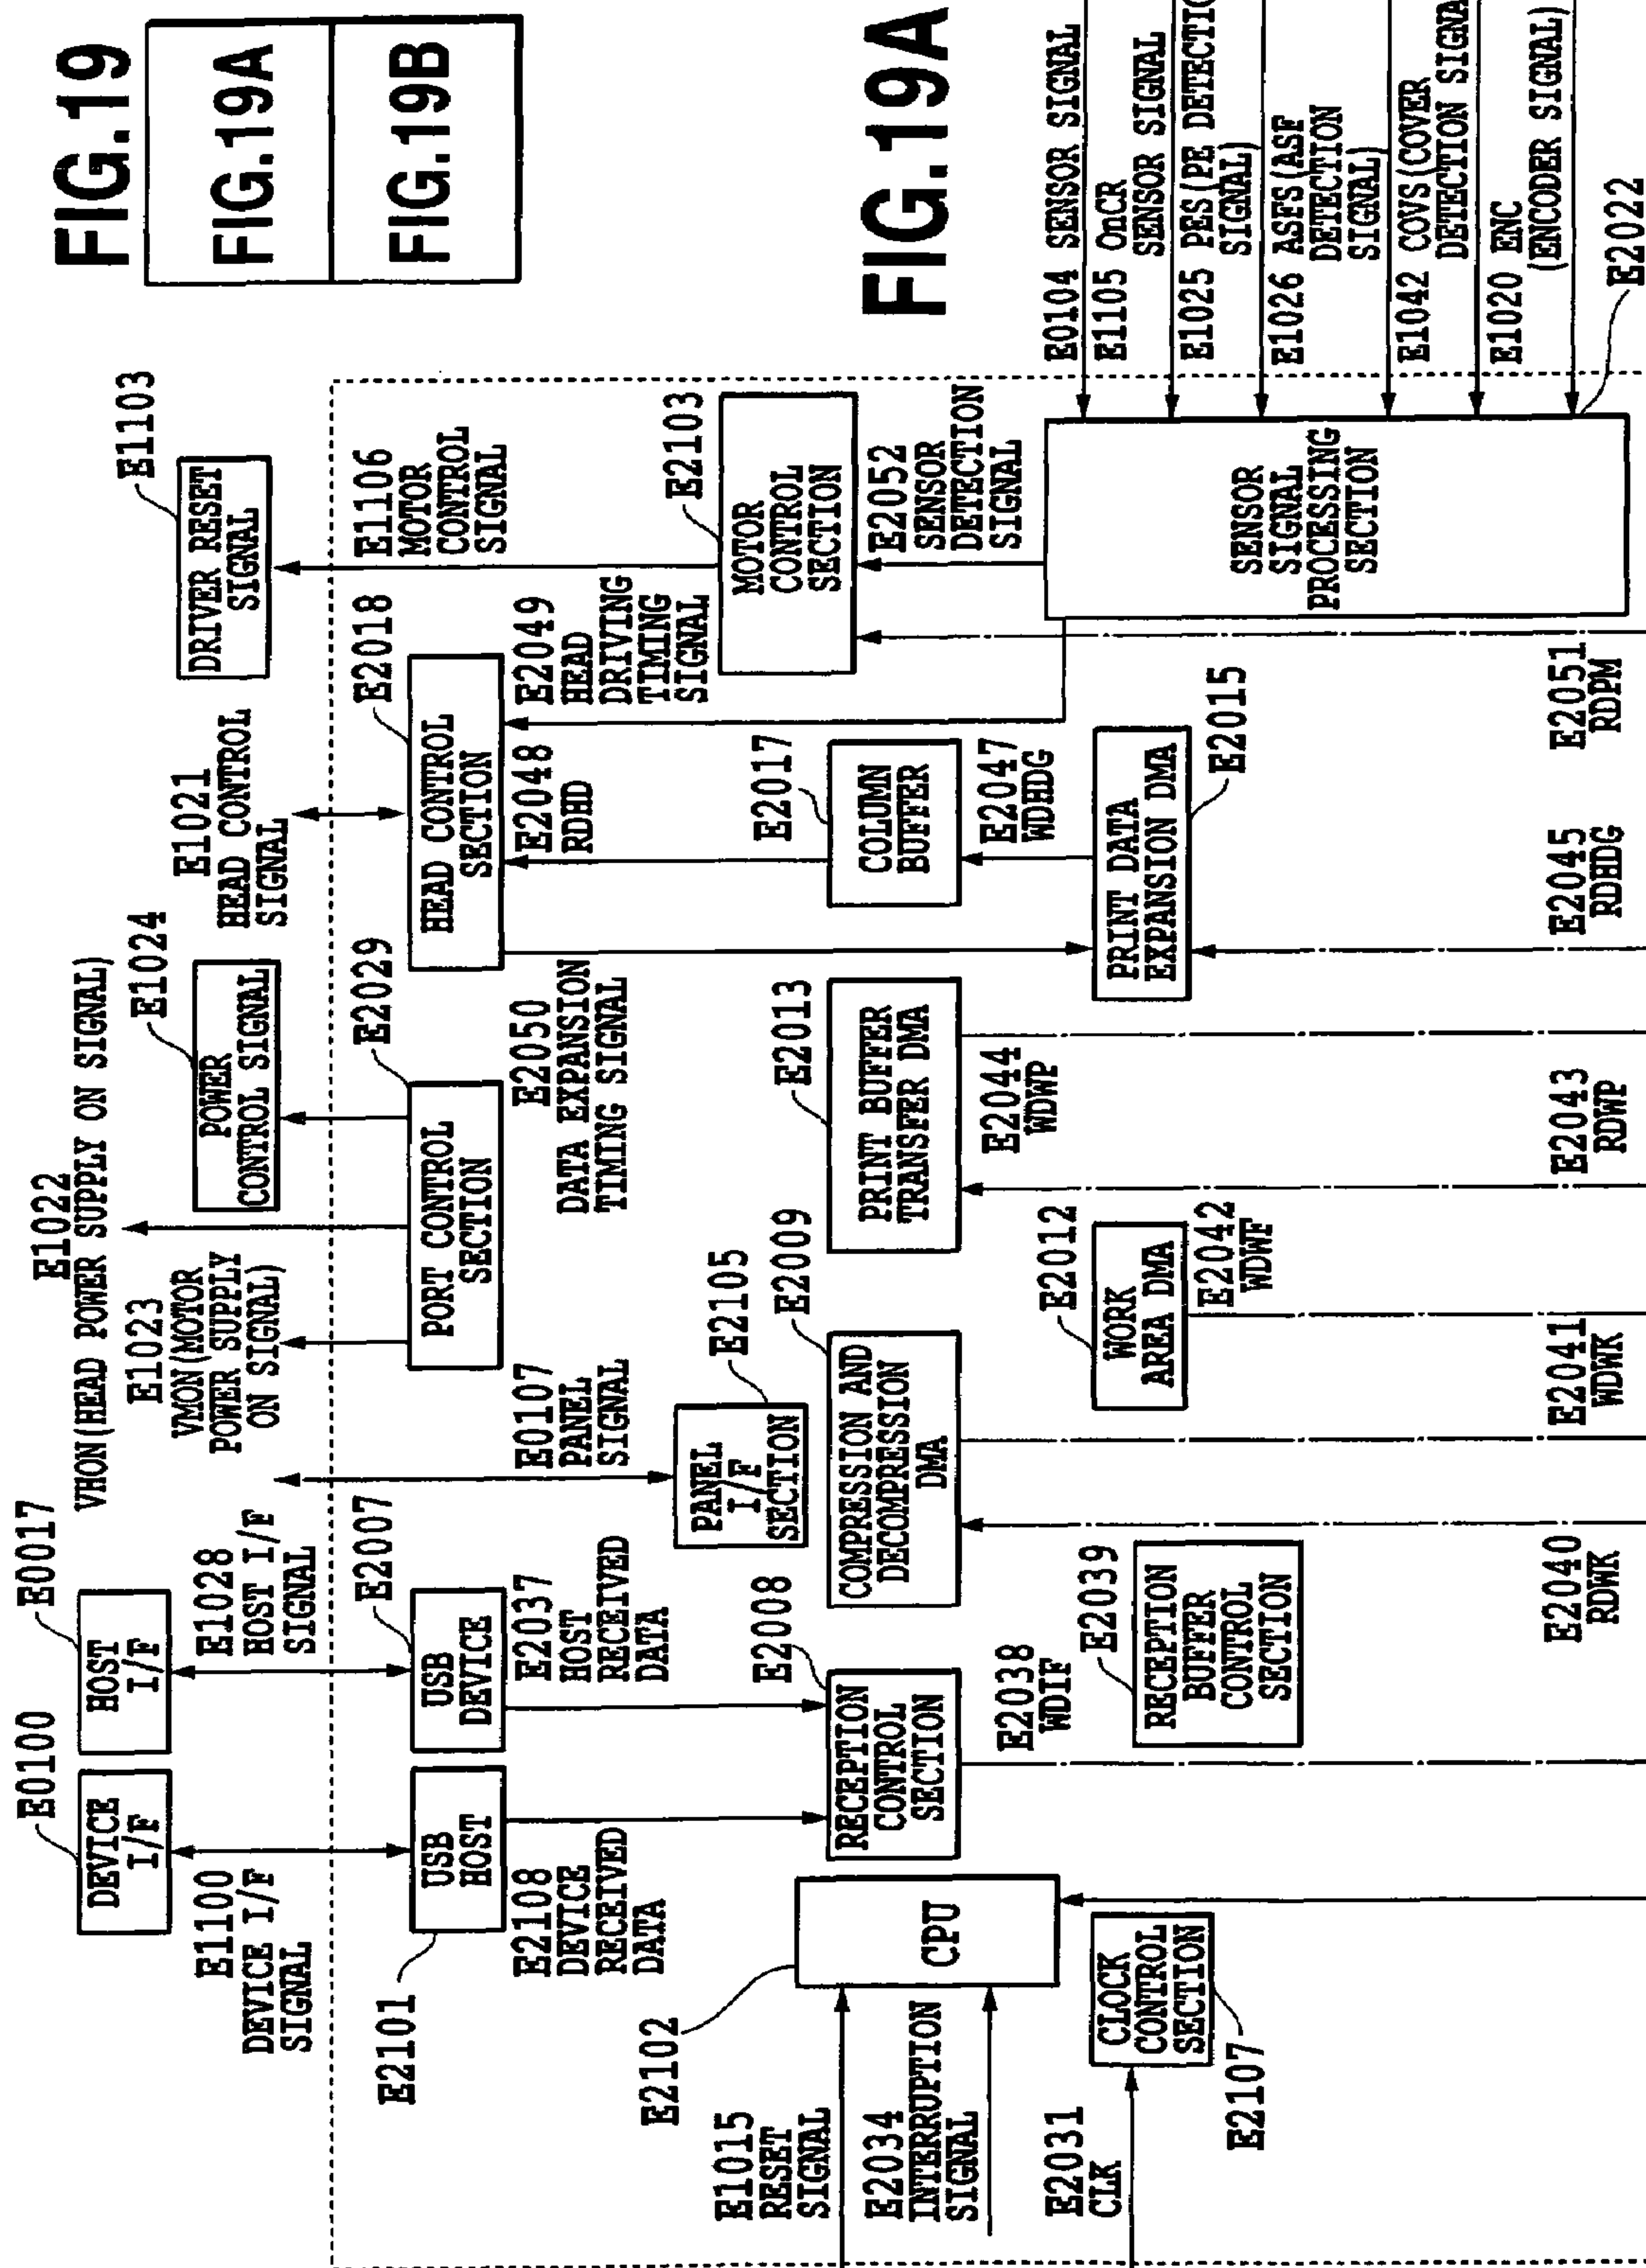 FIG.19
FIG.19A
FIG.19B
FIG.19A
E0100
DEVICE
I/F
E0017
HOST
I/F
E1022
VHON(HEAD POWER SUPPLY ON SIGNAL)
E1023
VMON(MOTOR
POWER SUPPLY
ON SIGNAL)
E1024
POWER
CONTROL SIGNAL
E1021
HEAD CONTROL
SIGNAL
E1103
DRIVER RESET
SIGNAL
E1100
DEVICE I/F
SIGNAL
E1028
HOST I/F
SIGNAL
E1106
MOTOR
CONTROL
SIGNAL
E2101
USB
HOST
E2007
USB
DEVICE
E2029
PORT CONTROL
SECTION
E2018
HEAD CONTROL
SECTION
E2108
DEVICE
RECEIVED
DATA
E2037
HOST
RECEIVED
DATA
E0107
PANEL
SIGNAL
E2050
DATA EXPANSION
TIMING SIGNAL
E2048
RDHD
E2049
HEAD
DRIVING
TIMING
SIGNAL
E2105
PANEL
I/F
SECTION
E2103
MOTOR
CONTROL
SECTION
E2102
CPU
E1015
RESET
SIGNAL
E2034
INTERRUPTION
SIGNAL
E2008
RECEPTION
CONTROL
SECTION
E2009
COMPRESSION AND
DECOMPRESSION
DMA
E2013
PRINT BUFFER
TRANSFER DMA
E2017
COLUMN
BUFFER
E2052
SENSOR
DETECTION
SIGNAL
E2038
WDIF
E2044
WDWP
E2047
WDHDG
E2031
CLK
CLOCK
CONTROL
SECTION
E2107
E2039
RECEPTION
BUFFER
CONTROL
SECTION
E2012
WORK
AREA DMA
E2042
WDWF
PRINT DATA
EXPANSION DMA
E2015
SENSOR
SIGNAL
PROCESSING
SECTION
E2022
E0104 SENSOR SIGNAL
E1105 OnCR
SENSOR SIGNAL
E1025 PES(PE DETECTIO
SIGNAL)
E1026 ASFS(ASF
DETECTION
SIGNAL)
E1042 COVS(COVER
DETECTION SIGNA
E1020 ENC
(ENCODER SIGNAL)
E2040
RDWK
E2041
WDWK
E2043
RDWP
E2045
RDHDG
E2051
RDPM